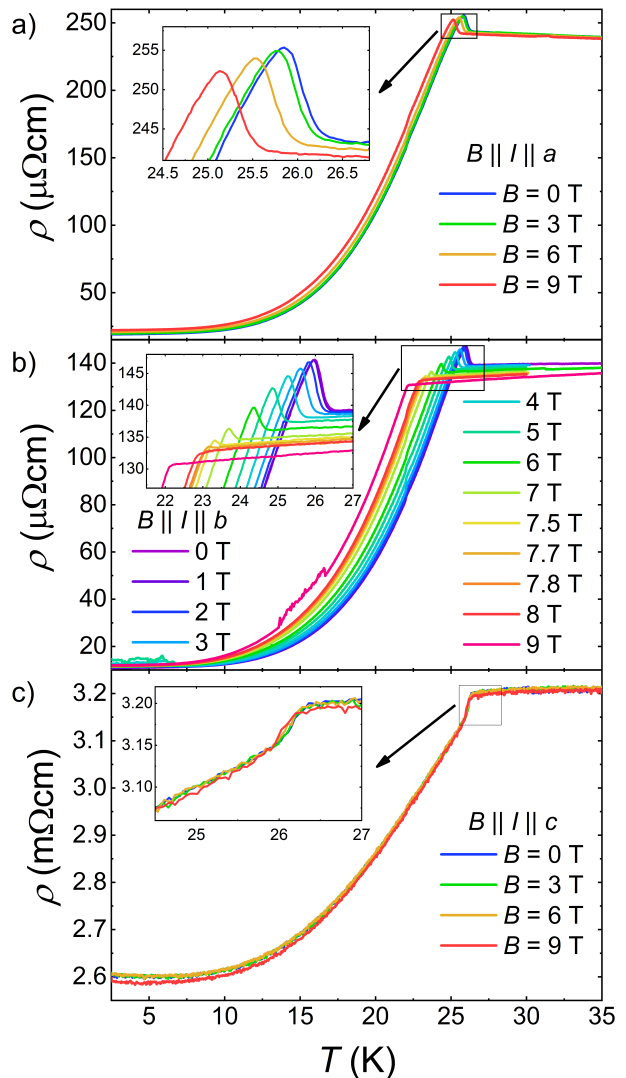 a)
ρ (μΩcm)
250
200
150
100
50
255
250
245
24.5 25.0 25.5 26.0 26.5
B || I || a
B = 0 T
B = 3 T
B = 6 T
B = 9 T
b)
ρ (μΩcm)
140
120
100
80
60
40
20
145
140
135
130
22 23 24 25 26 27
B || I || b
0 T
1 T
2 T
3 T
4 T
5 T
6 T
7 T
7.5 T
7.7 T
7.8 T
8 T
9 T
c)
ρ (mΩcm)
3.2
3.1
3.0
2.9
2.8
2.7
2.6
3.20
3.15
3.10
25 26 27
B || I || c
B = 0 T
B = 3 T
B = 6 T
B = 9 T
5 10 15 20 25 30 35
T (K)